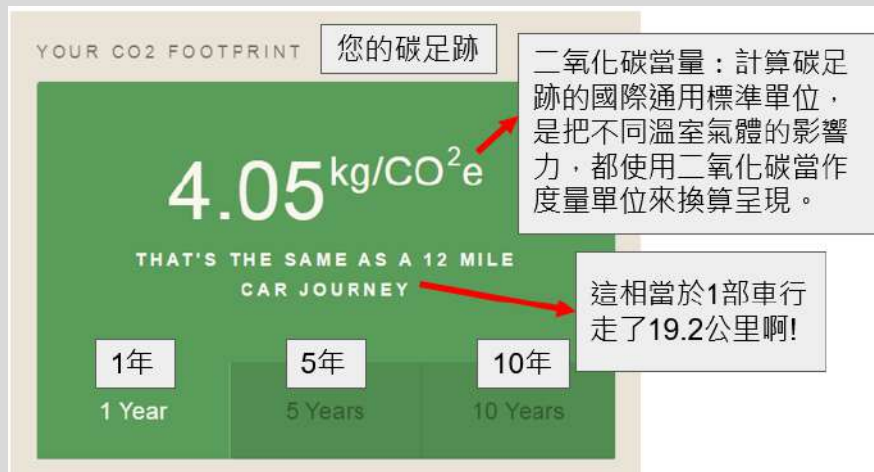 YOUR CO2 FOOTPRINT
您的碳足跡
二氧化碳當量：計算碳足
跡的國際通用標準單位，
是把不同溫室氣體的影響
力，都使用二氧化碳當作
度量單位來換算呈現。
4.05 kg/CO²e
THAT'S THE SAME AS A 12 MILE
CAR JOURNEY
這相當於1部車行
走了19.2公里啊!
1年 5年 10年
1 Year 5 Years 10 Years